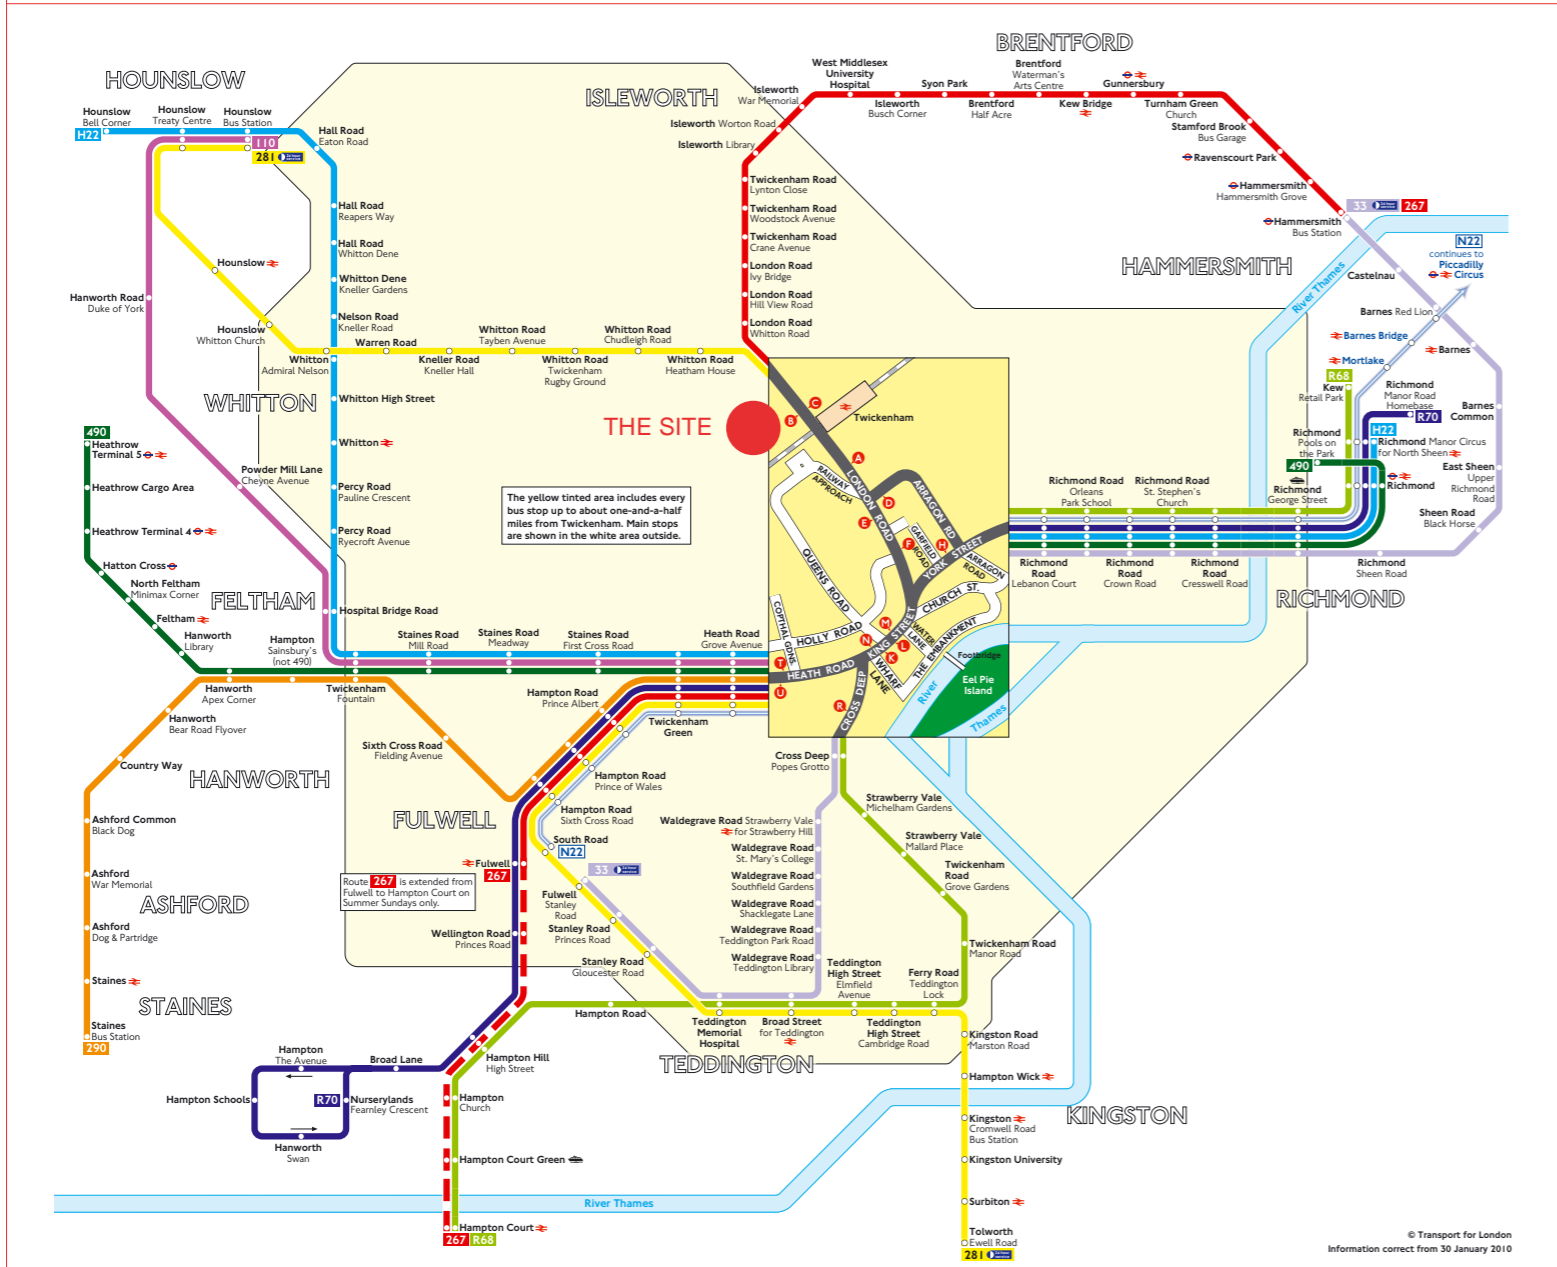 HOUNSLOW
Hounslow
Bell Corner
Hounslow
Treaty Centre
Hounslow
Bus Station
H22
110
281
Hall Road
Eaton Road
Hall Road
Reapers Way
Hall Road
Whitton Dene
Whitton Dene
Kneller Gardens
Nelson Road
Kneller Road
Hounslow
Hanworth Road
Duke of York
Hounslow
Whitton Church
Whitton
Admiral Nelson
Warren Road
Kneller Road
Kneller Hall
Whitton Road
Tayben Avenue
Whitton Road
Twickenham
Rugby Ground
Whitton Road
Chudleigh Road
Whitton Road
Heatham House
WHITTON
Whitton High Street
Whitton
Powder Mill Lane
Cheyne Avenue
Percy Road
Pauline Crescent
Percy Road
Ryecroft Avenue
Hospital Bridge Road
ISLEWORTH
Isleworth
War Memorial
Isleworth Worton Road
Isleworth Library
Twickenham Road
Lynton Close
Twickenham Road
Woodstock Avenue
Twickenham Road
Crane Avenue
London Road
Ivy Bridge
London Road
Hill View Road
London Road
Whitton Road
BRENTFORD
West Middlesex
University
Hospital
Isleworth
Busch Corner
Syon Park
Brentford
Half Acre
Brentford
Waterman's
Arts Centre
Kew Bridge
Gunnersbury
Turnham Green
Church
Stamford Brook
Bus Garage
Ravenscourt Park
Hammersmith
Hammersmith Grove
Hammersmith
Bus Station
33
267
HAMMERSMITH
River Thames
N22
continues to
Piccadilly
Circus
Castelnau
Barnes Red Lion
Barnes Bridge
Barnes
Mortlake
R68
Kew
Retail Park
Richmond
Manor Road
Homebase
R70
Barnes
Common
H22
Richmond
Pools on
the Park
490
Richmond Manor Circus
for North Sheen
Richmond
East Sheen
Upper
Richmond
Road
Sheen Road
Black Horse
Richmond
George Street
Richmond Road
Orleans
Park School
Richmond Road
St. Stephen's
Church
Richmond
Road
Lebanon Court
Richmond
Road
Crown Road
Richmond
Road
Cresswell Road
Richmond
Sheen Road
RICHMOND
THE SITE
The yellow tinted area includes every
bus stop up to about one-and-a-half
miles from Twickenham. Main stops
are shown in the white area outside.
Twickenham
A
B
C
D
E
F
H
K
L
M
N
R
T
U
RAILWAY
APPROACH
LONDON ROAD
ARRAGON RD
GARFIELD
ROAD
YORK STREET
ARRAGON
ROAD
QUEENS ROAD
COPTHAL GDNS
HOLLY ROAD
KING STREET
CHURCH ST.
WATER
LANE
THE EMBANKMENT
WHARF
LANE
HEATH ROAD
CROSS DEEP
Footbridge
Eel Pie
Island
River
Thames
490
Heathrow
Terminal 5
Heathrow Cargo Area
Heathrow Terminal 4
Hatton Cross
North Feltham
Minimax Corner
Feltham
Hanworth
Library
FELTHAM
Hampton
Sainsbury's
(not 490)
Staines Road
Mill Road
Staines Road
Meadway
Staines Road
First Cross Road
Heath Road
Grove Avenue
Hanworth
Apex Corner
Twickenham
Fountain
Hanworth
Bear Road Flyover
Country Way
HANWORTH
Sixth Cross Road
Fielding Avenue
Hampton Road
Prince Albert
Twickenham
Green
Hampton Road
Prince of Wales
Hampton Road
Sixth Cross Road
South Road
N22
FULWELL
Fulwell
267
33
Route 267 is extended from
Fulwell to Hampton Court on
Summer Sundays only.
Fulwell
Stanley
Road
Stanley Road
Princes Road
Stanley Road
Gloucester Road
Wellington Road
Princes Road
Ashford Common
Black Dog
Ashford
War Memorial
ASHFORD
Ashford
Dog & Partridge
Staines
STAINES
Staines
Bus Station
290
Cross Deep
Popes Grotto
Waldegrave Road Strawberry Vale
for Strawberry Hill
Waldegrave Road
St. Mary's College
Waldegrave Road
Southfield Gardens
Waldegrave Road
Shacklegate Lane
Waldegrave Road
Teddington Park Road
Waldegrave Road
Teddington Library
Strawberry Vale
Michelham Gardens
Strawberry Vale
Mallard Place
Twickenham
Road
Grove Gardens
Twickenham Road
Manor Road
Teddington
High Street
Elmfield
Avenue
Ferry Road
Teddington
Lock
Hampton Road
Teddington
Memorial
Hospital
Broad Street
for Teddington
Teddington
High Street
Cambridge Road
TEDDINGTON
Kingston Road
Marston Road
Hampton Wick
Kingston
Cromwell Road
Bus Station
KINGSTON
Kingston University
Surbiton
Tolworth
Ewell Road
281
Hampton
The Avenue
Broad Lane
Hampton Hill
High Street
Hampton Schools
R70
Nurserylands
Fearnley Crescent
Hanworth
Swan
Hampton
Church
Hampton Court Green
River Thames
Hampton Court
267
R68
© Transport for London
Information correct from 30 January 2010